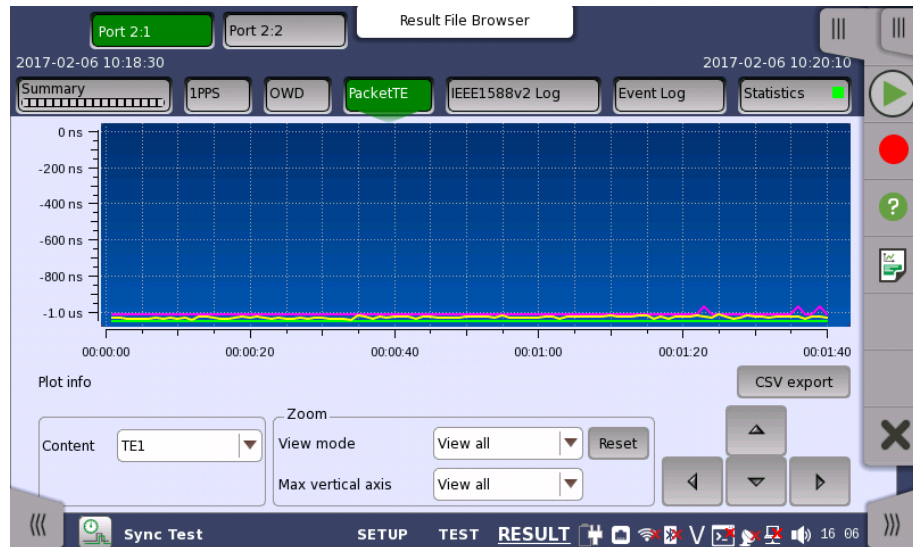 Result File Browser
Port 2:1 Port 2:2
2017-02-06 10:18:30 2017-02-06 10:20:10
Summary 1PPS OWD PacketTE IEEE1588v2 Log Event Log Statistics
0 ns
-200 ns
-400 ns
-600 ns
-800 ns
-1.0 us
00:00:00 00:00:20 00:00:40 00:01:00 00:01:20 00:01:40
Plot info CSV export
Zoom
Content TE1 View mode View all Reset
Max vertical axis View all
Sync Test SETUP TEST RESULT V 16 06